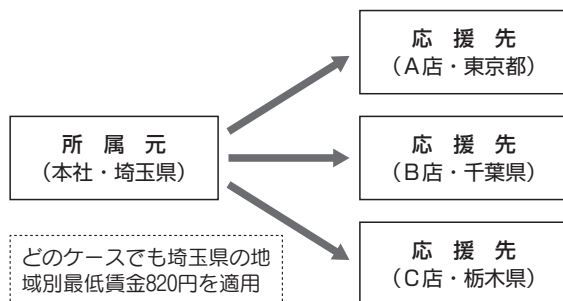 応援先
（A店・東京都）
所属元
（本社・埼玉県）
応援先
（B店・千葉県）
どのケースでも埼玉県の地
域別最低賃金820円を適用
応援先
（C店・栃木県）